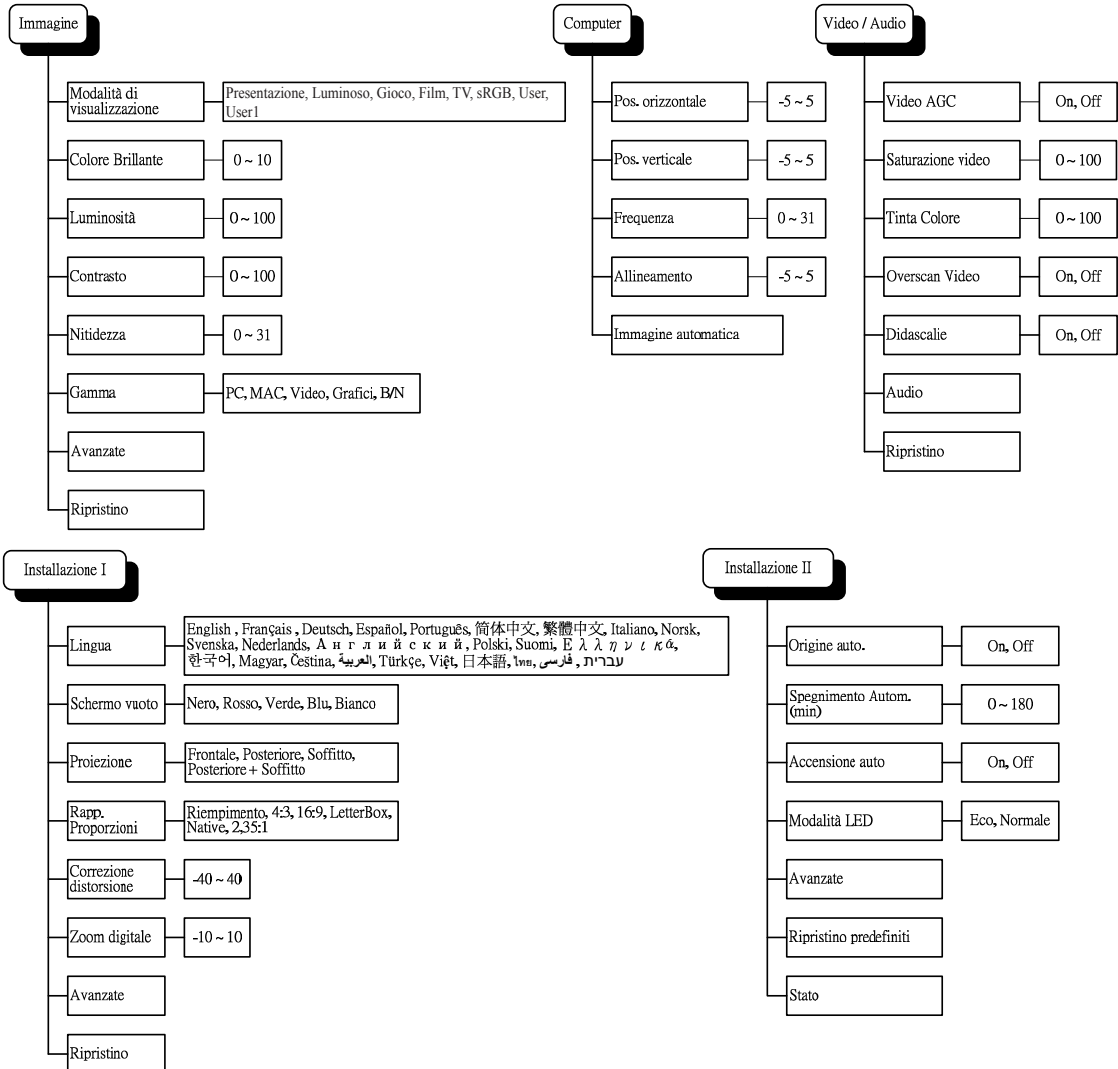 Immagine
Modalità di
visualizzazione
Presentazione, Luminoso, Gioco, Film, TV, sRGB, User,
User1
Colore Brillante
0 ~ 10
Luminosità
0 ~ 100
Contrasto
0 ~ 100
Nitidezza
0 ~ 31
Gamma
PC, MAC, Video, Grafici, B/N
Avanzate
Ripristino
Computer
Pos. orizzontale
-5 ~ 5
Pos. verticale
-5 ~ 5
Frequenza
0 ~ 31
Allineamento
-5 ~ 5
Immagine automatica
Video / Audio
Video AGC
On, Off
Saturazione video
0 ~ 100
Tinta Colore
0 ~ 100
Overscan Video
On, Off
Didascalie
On, Off
Audio
Ripristino
Installazione I
Lingua
English , Français , Deutsch, Español, Português, 简体中文, 繁體中文, Italiano, Norsk,
Svenska, Nederlands, Английский, Polski, Suomi, Ελληνικά,
한국어, Magyar, Čeština, العربية, Türkçe, Việt, 日本語, ไทย, فارسی , עברית
Schermo vuoto
Nero, Rosso, Verde, Blu, Bianco
Proiezione
Frontale, Posteriore, Soffitto,
Posteriore + Soffitto
Rapp.
Proporzioni
Riempimento, 4:3, 16:9, LetterBox,
Native, 2,35:1
Correzione
distorsione
-40 ~ 40
Zoom digitale
-10 ~ 10
Avanzate
Ripristino
Installazione II
Origine auto.
On, Off
Spegnimento Autom.
(min)
0 ~ 180
Accensione auto
On, Off
Modalità LED
Eco, Normale
Avanzate
Ripristino predefiniti
Stato